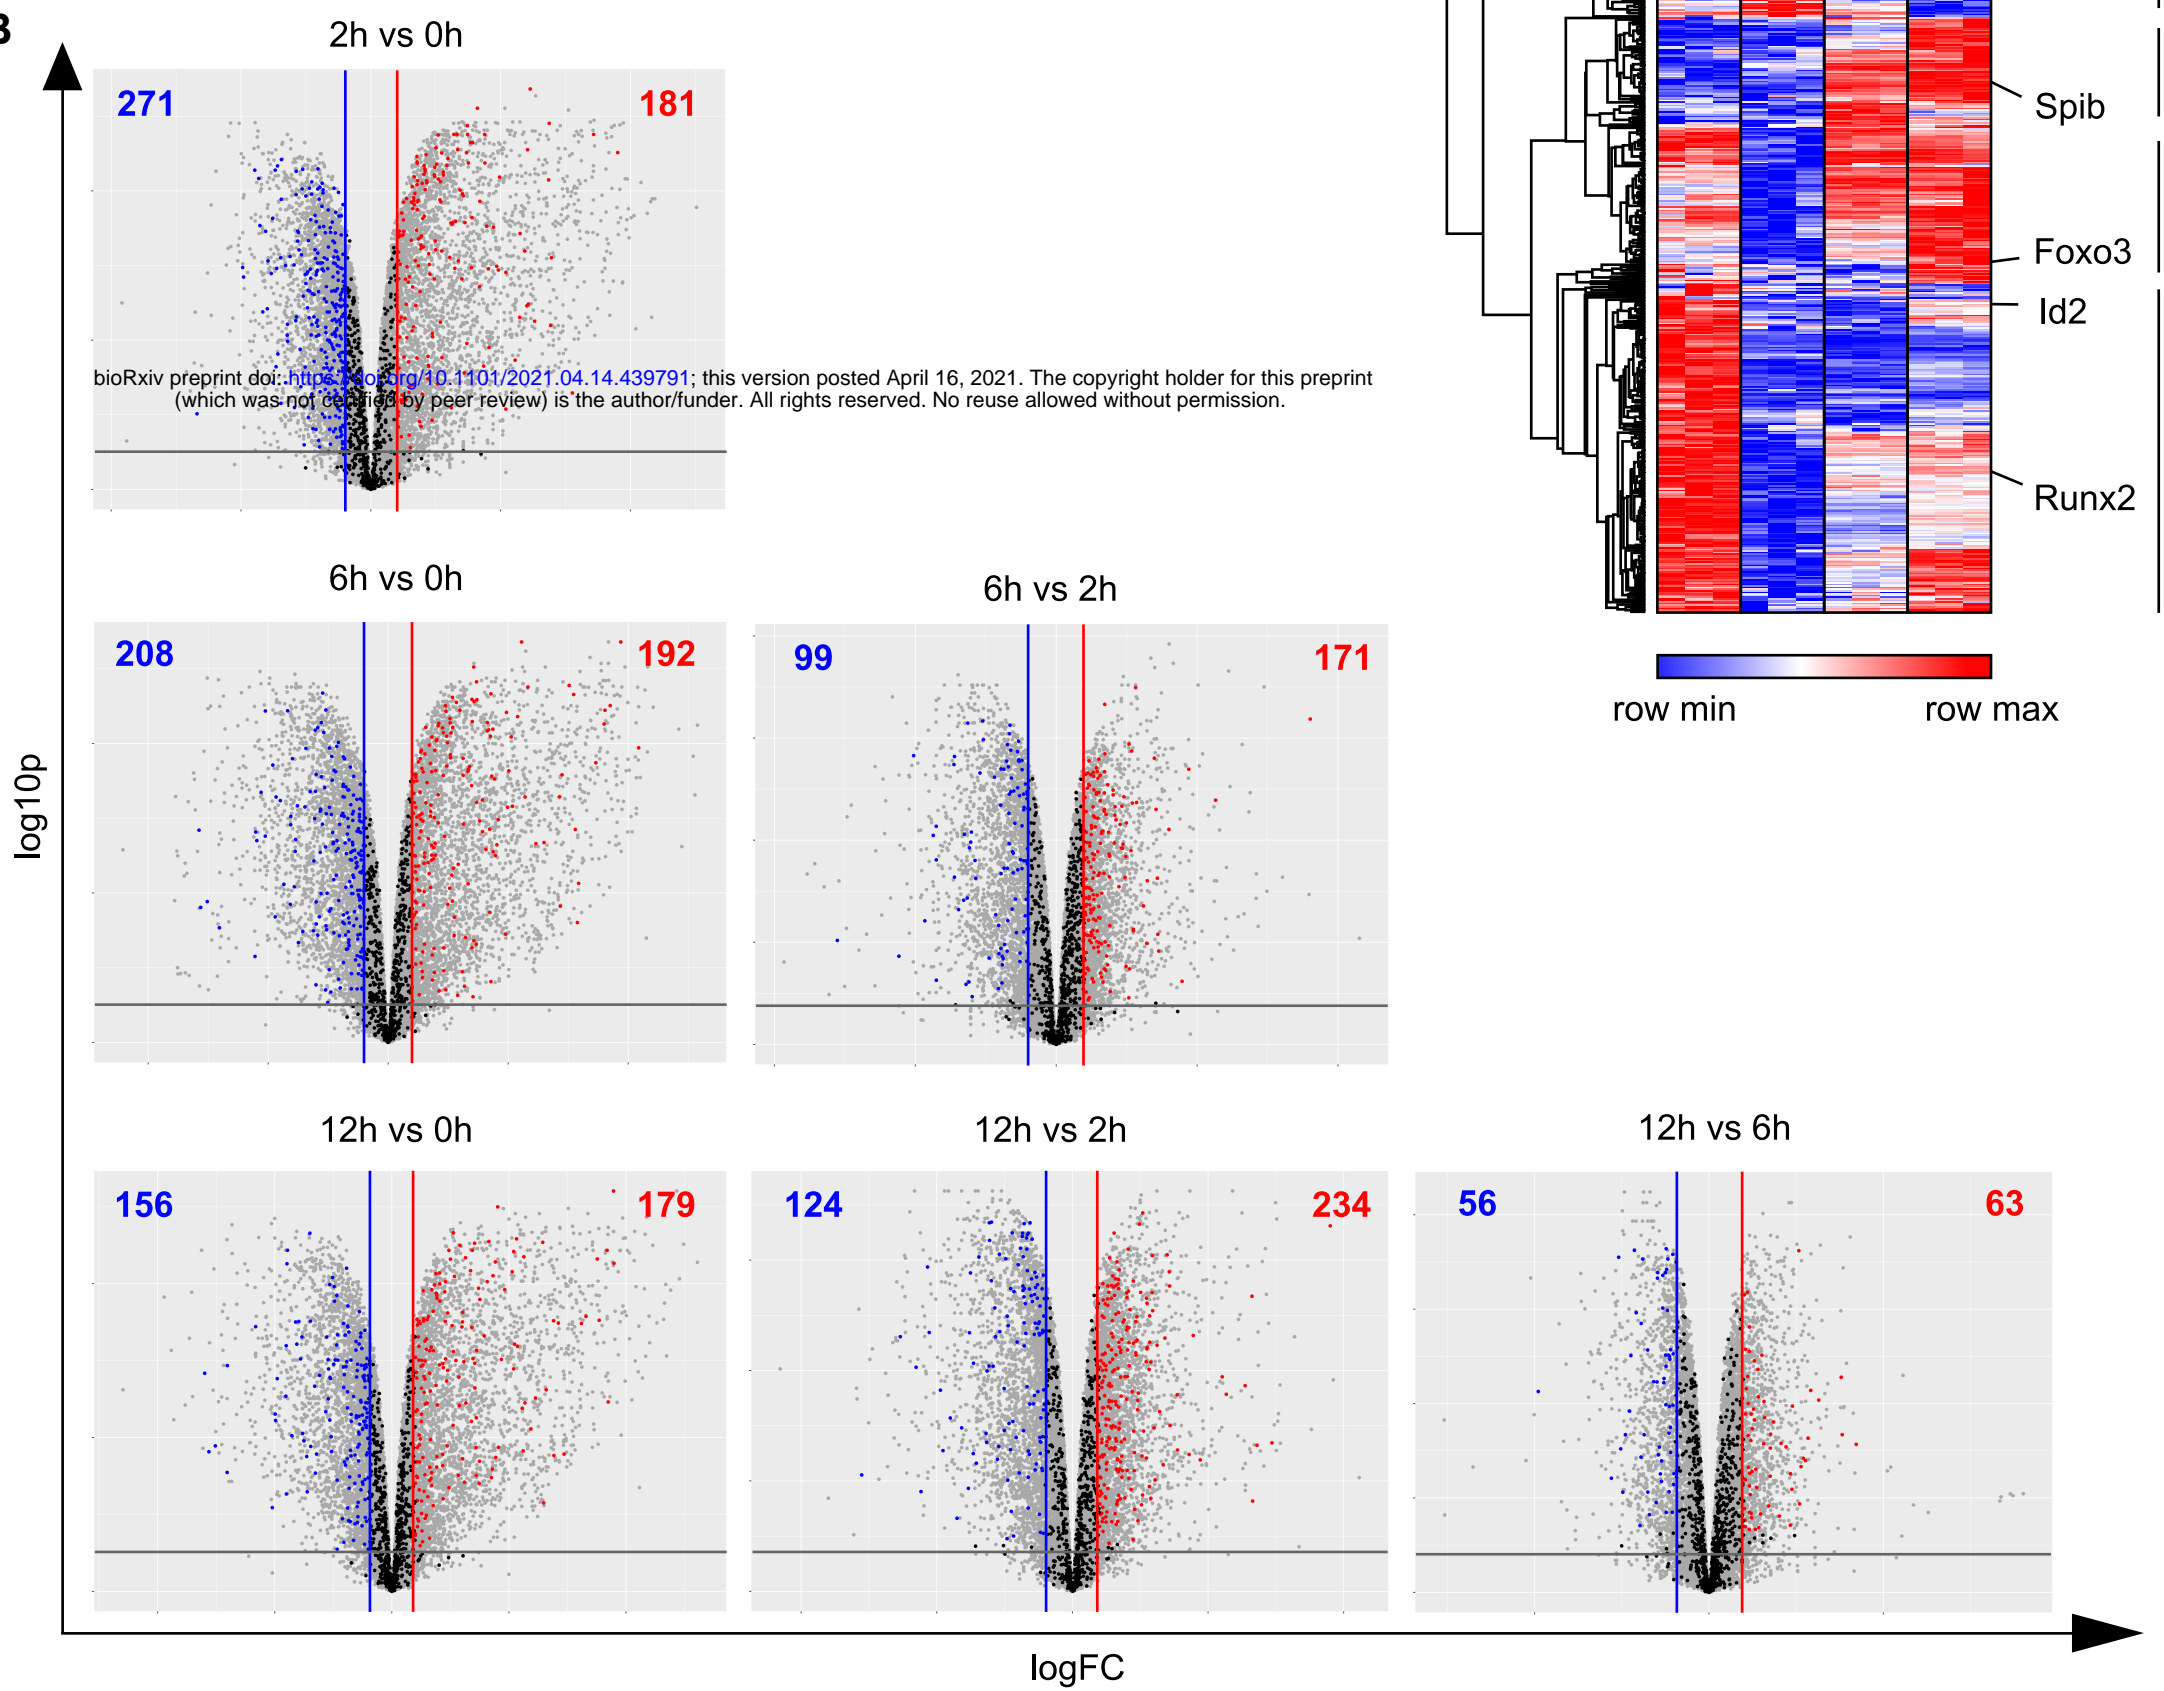 2h vs 0h
271
181
Spib
Foxo3
Id2
Runx2
row min
row max
bioRxiv preprint doi: https://doi.org/10.1101/2021.04.14.439791; this version posted April 16, 2021. The copyright holder for this preprint
(which was not certified by peer review) is the author/funder. All rights reserved. No reuse allowed without permission.
6h vs 0h
208
192
6h vs 2h
99
171
log10p
12h vs 0h
156
179
12h vs 2h
124
234
12h vs 6h
56
63
logFC